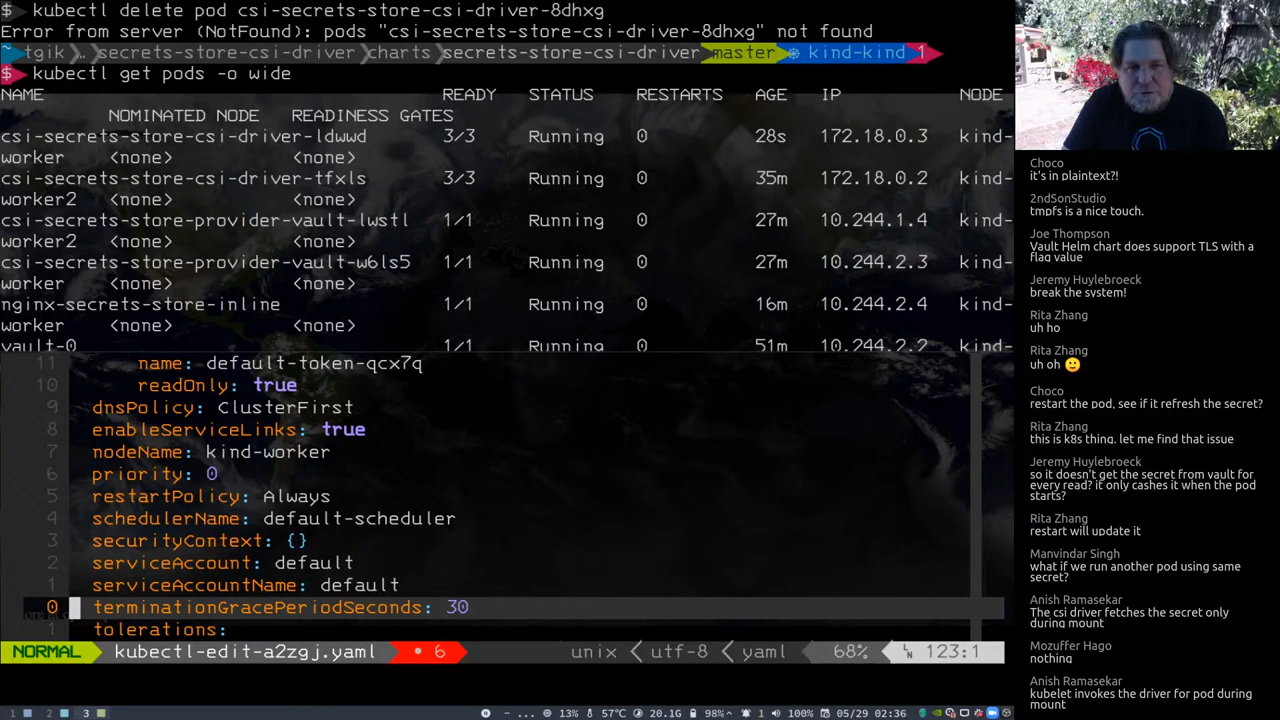 $ kubectl delete pod csi-secrets-store-csi-driver-8dhxg
Error from server (NotFound): pods "csi-secrets-store-csi-driver-8dhxg" not found
~ tgik … secrets-store-csi-driver charts secrets-store-csi-driver master ⎈ kind-kind 1
$ kubectl get pods -o wide
NAME READY STATUS RESTARTS AGE IP NODE
NOMINATED NODE READINESS GATES
csi-secrets-store-csi-driver-ldwwd 3/3 Running 0 28s 172.18.0.3 kind-
worker <none> <none>
csi-secrets-store-csi-driver-tfxls 3/3 Running 0 35m 172.18.0.2 kind-
worker2 <none> <none>
csi-secrets-store-provider-vault-lwstl 1/1 Running 0 27m 10.244.1.4 kind-
worker2 <none> <none>
csi-secrets-store-provider-vault-w6ls5 1/1 Running 0 27m 10.244.2.3 kind-
worker <none> <none>
nginx-secrets-store-inline 1/1 Running 0 16m 10.244.2.4 kind-
worker <none> <none>
vault-0 1/1 Running 0 51m 10.244.2.2 kind-
11 name: default-token-qcx7q
10 readOnly: true
9 dnsPolicy: ClusterFirst
8 enableServiceLinks: true
7 nodeName: kind-worker
6 priority: 0
5 restartPolicy: Always
4 schedulerName: default-scheduler
3 securityContext: {}
2 serviceAccount: default
1 serviceAccountName: default
0 terminationGracePeriodSeconds: 30
1 tolerations:
NORMAL kubectl-edit-a2zgj.yaml • 6 unix utf-8 yaml 68% 123:1
1 2 3 - ... 13% 57℃ 20.1G 98% 1 100% 05/29 02:36
Choco
it's in plaintext?!
2ndSonStudio
tmpfs is a nice touch.
Joe Thompson
Vault Helm chart does support TLS with a
flag value
Jeremy Huylebroeck
break the system!
Rita Zhang
uh ho
Rita Zhang
uh oh 🙂
Choco
restart the pod, see if it refresh the secret?
Rita Zhang
this is k8s thing. let me find that issue
Jeremy Huylebroeck
so it doesn't get the secret from vault for
every read? it only cashes it when the pod
starts?
Rita Zhang
restart will update it
Manvindar Singh
what if we run another pod using same
secret?
Anish Ramasekar
The csi driver fetches the secret only
during mount
Mozuffer Hago
nothing
Anish Ramasekar
kubelet invokes the driver for pod during
mount